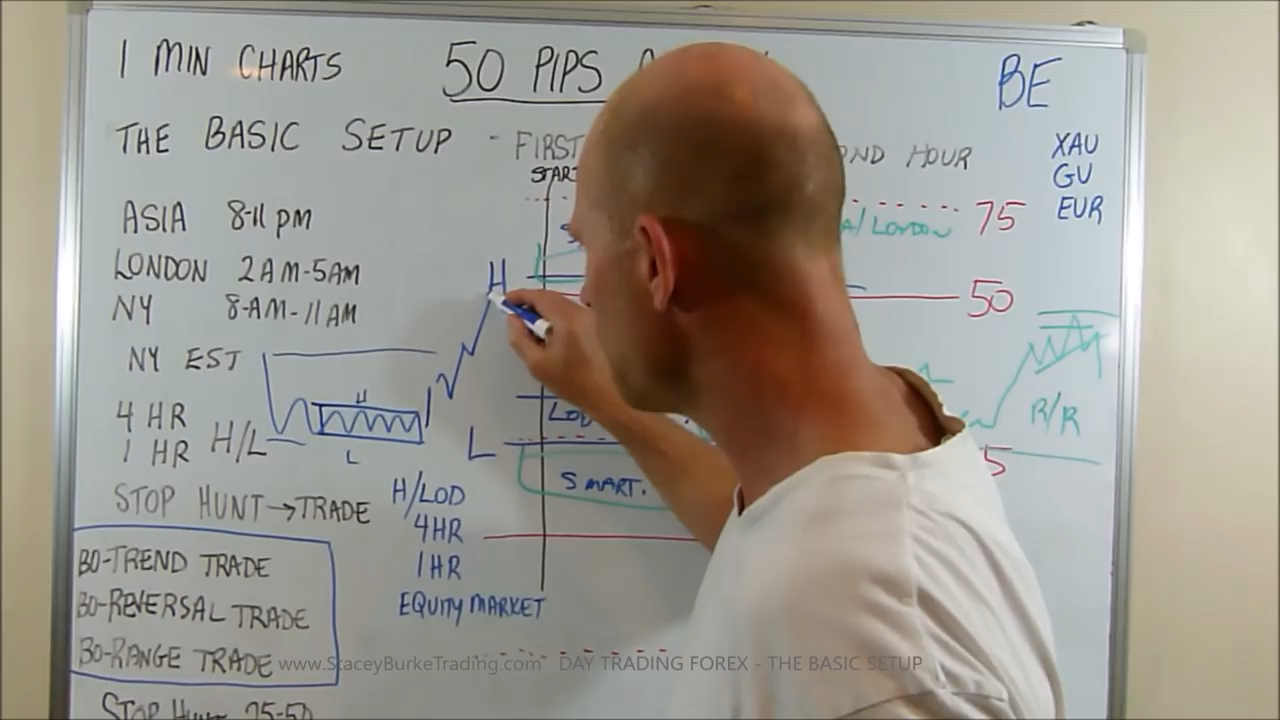 1 MIN CHARTS 50 PIPS
BE
THE BASIC SETUP - FIRST OND HOUR
XAU
GU
EUR
START
ASIA 8-11 PM
75
A/LONDON
LONDON 2AM-5AM
H
NY 8-AM-11AM
50
NY EST
4 HR
1 HR H/L
H
L
L
R/R
5
SMART.
STOP HUNT→TRADE
H/LOD
4HR
1HR
EQUITY MARKET
BO-TREND TRADE
BO-REVERSAL TRADE
BO-RANGE TRADE
www.StaceyBurkeTrading.com DAY TRADING FOREX - THE BASIC SETUP
STOP HUNT 25-50